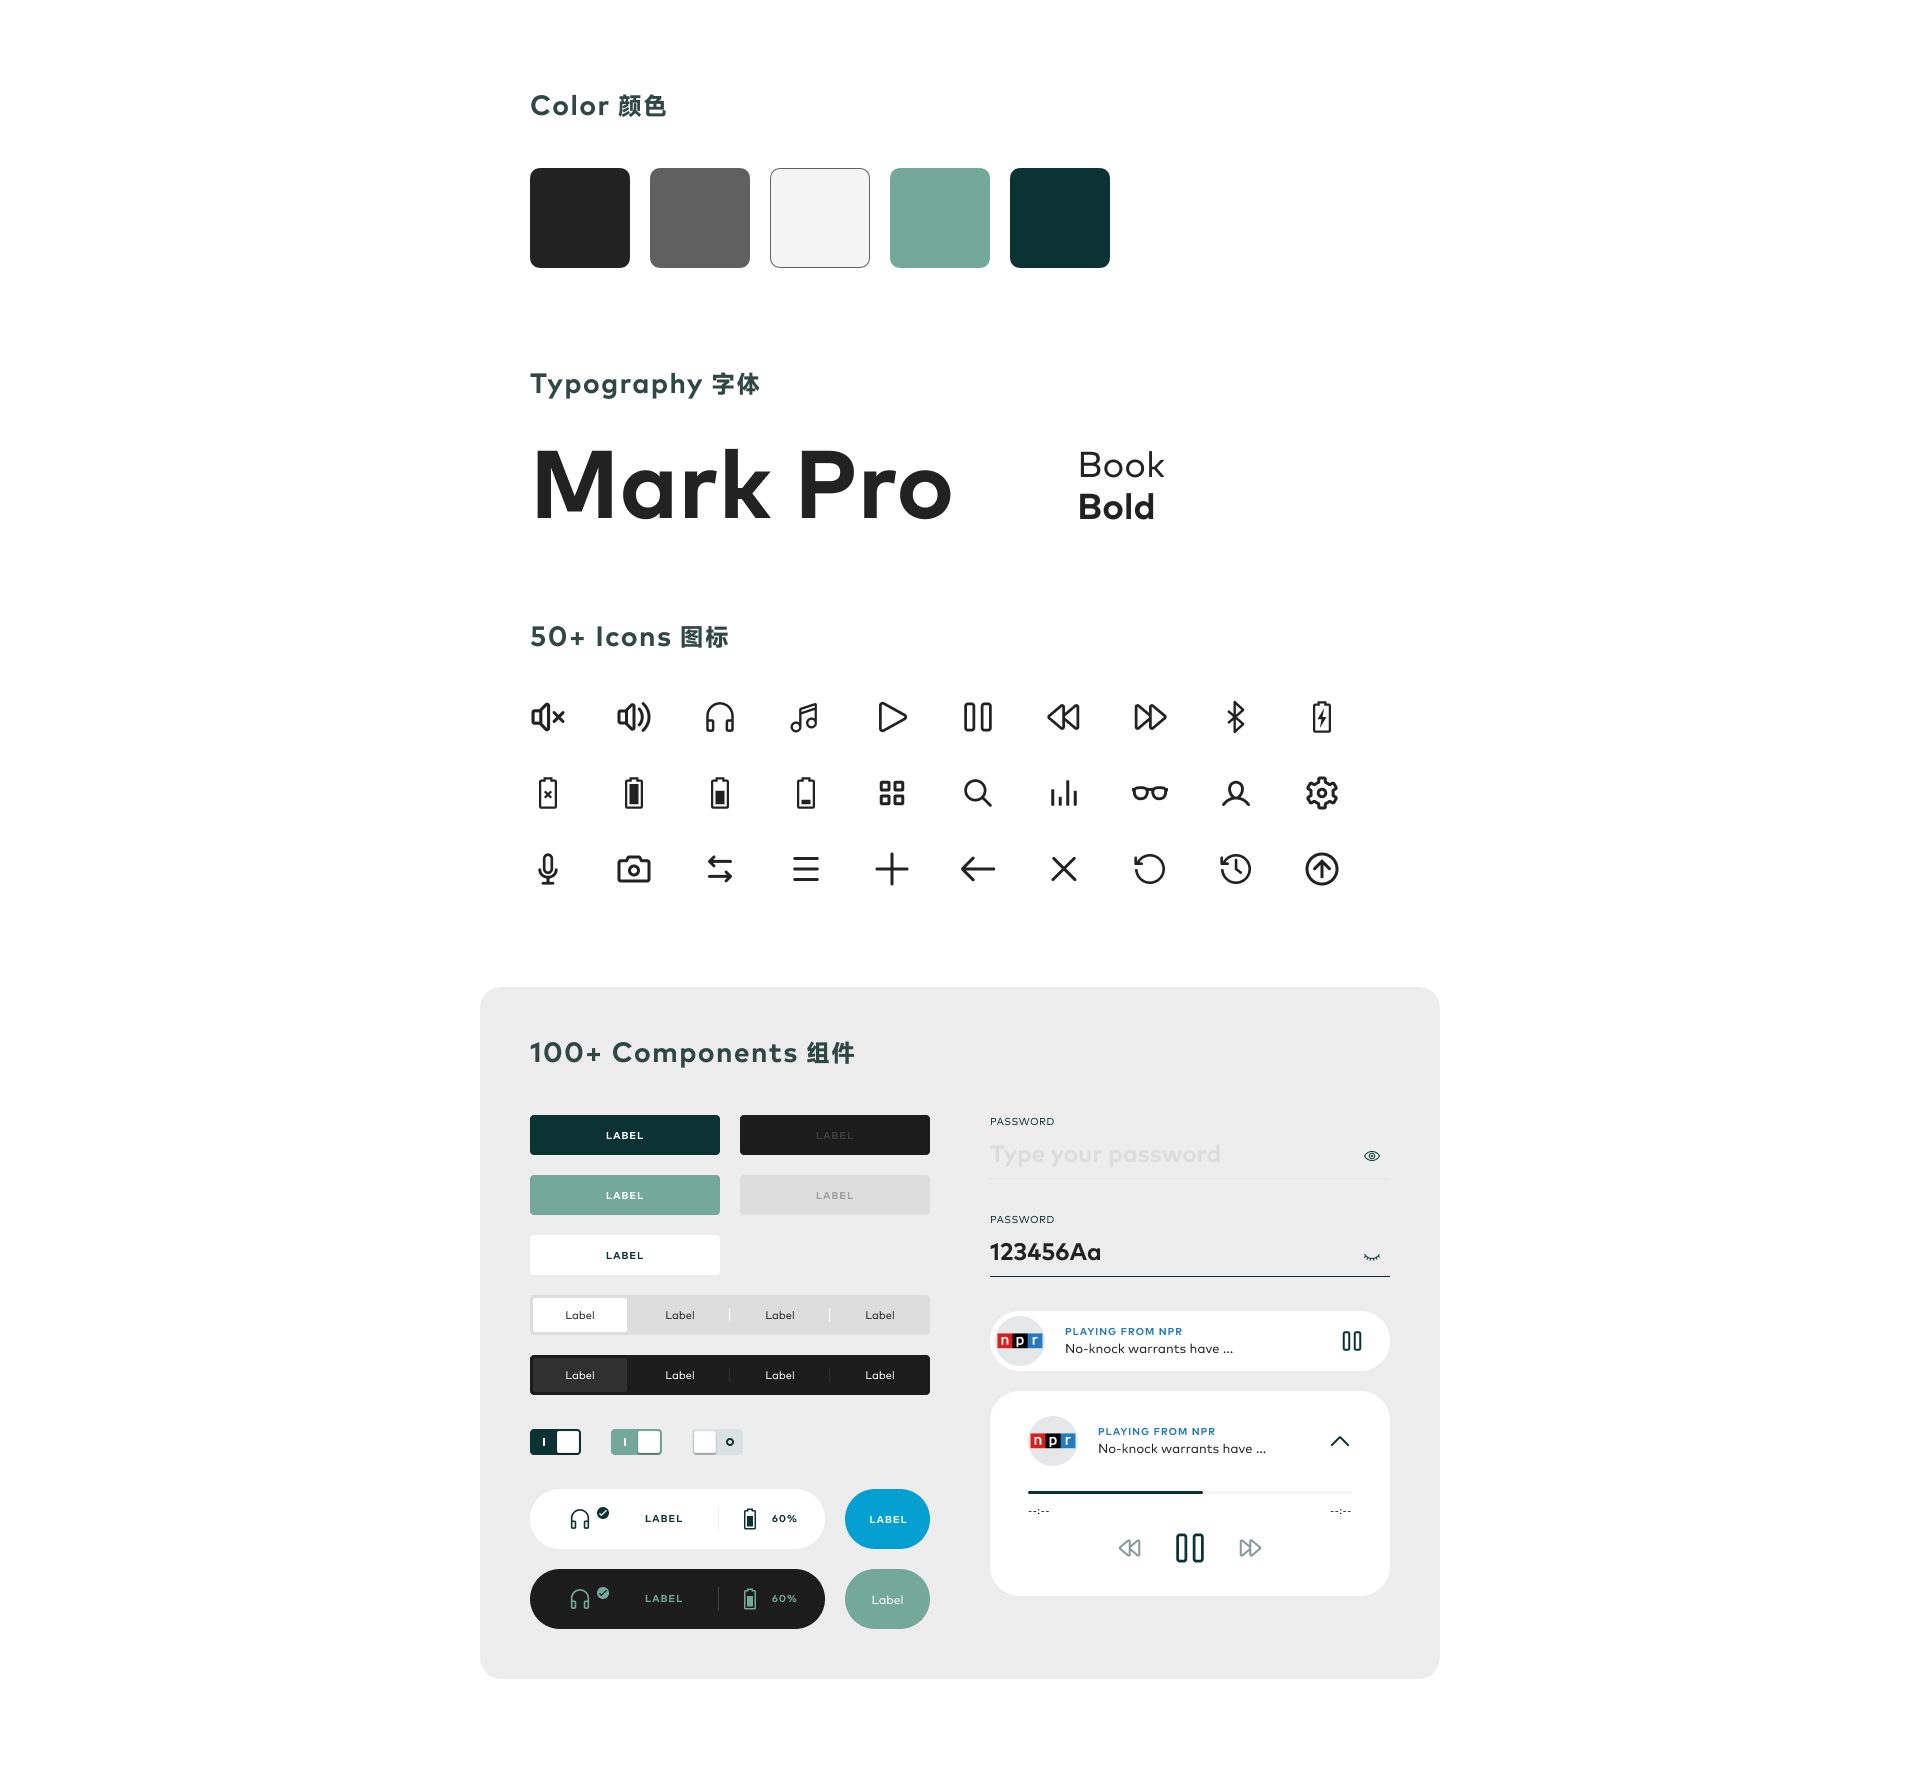 Color 颜色
Typography 字体
Mark Pro
Book
Bold
50+ Icons 图标
100+ Components 组件
LABEL
LABEL
LABEL
LABEL
LABEL
Label Label Label Label
Label Label Label Label
I I O
LABEL 60% LABEL
LABEL 60% Label
PASSWORD
Type your password
PASSWORD
123456Aa
npr
PLAYING FROM NPR
No-knock warrants have ...
npr
PLAYING FROM NPR
No-knock warrants have ...
--:-- --:--